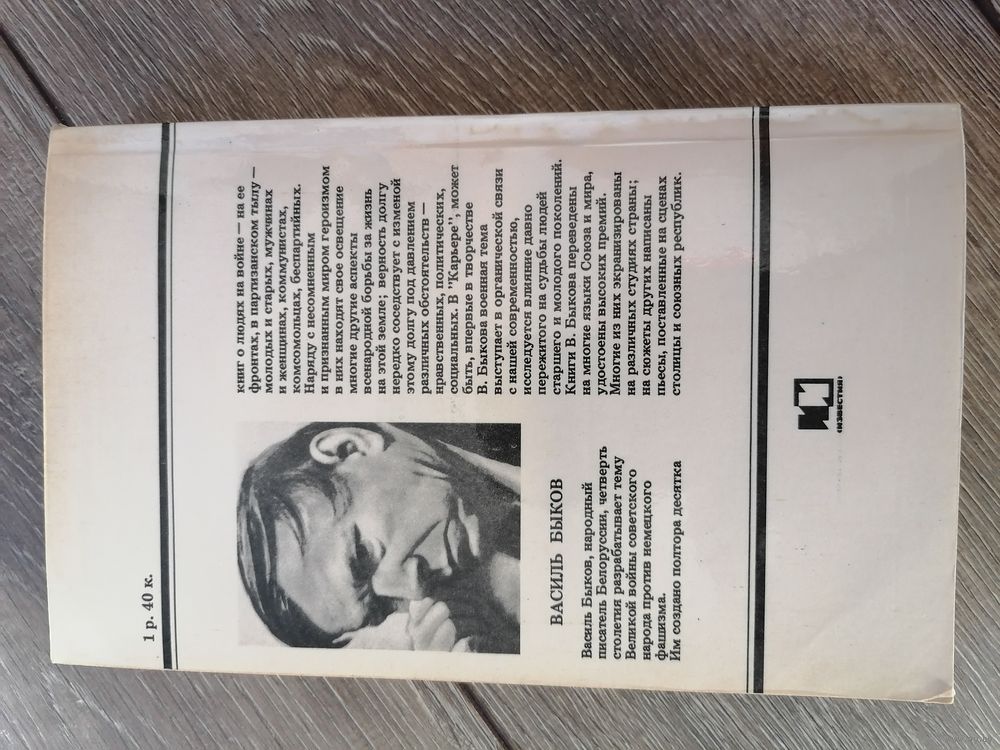 1 р. 40 к.
ВАСИЛЬ БЫКОВ
Василь Быков, народный
писатель Белоруссии, четверть
столетия разрабатывает тему
Великой войны советского
народа против немецкого
фашизма.
Им создано полтора десятка
книг о людях на войне — на ее
фронтах, в партизанском тылу —
молодых и старых, мужчинах
и женщинах, коммунистах,
комсомольцах, беспартийных.
Наряду с несомненным
и признанным миром героизмом
в них находит свое освещение
многие другие аспекты
всенародной борьбы за жизнь
на этой земле; верность долгу
нередко соседствует с изменой
этому долгу под давлением
различных обстоятельств —
нравственных, политических,
социальных. В "Карьере", может
быть, впервые в творчестве
В. Быкова военная тема
выступает в органической связи
с нашей современностью,
исследуется влияние давно
пережитого на судьбы людей
старшего и молодого поколений.
Книги В. Быкова переведены
на многие языки Союза и мира,
удостоены высоких премий.
Многие из них экранизированы
на различных студиях страны;
на сюжеты других написаны
пьесы, поставленные на сценах
столицы и союзных республик.
«ИЗВЕСТИЯ»